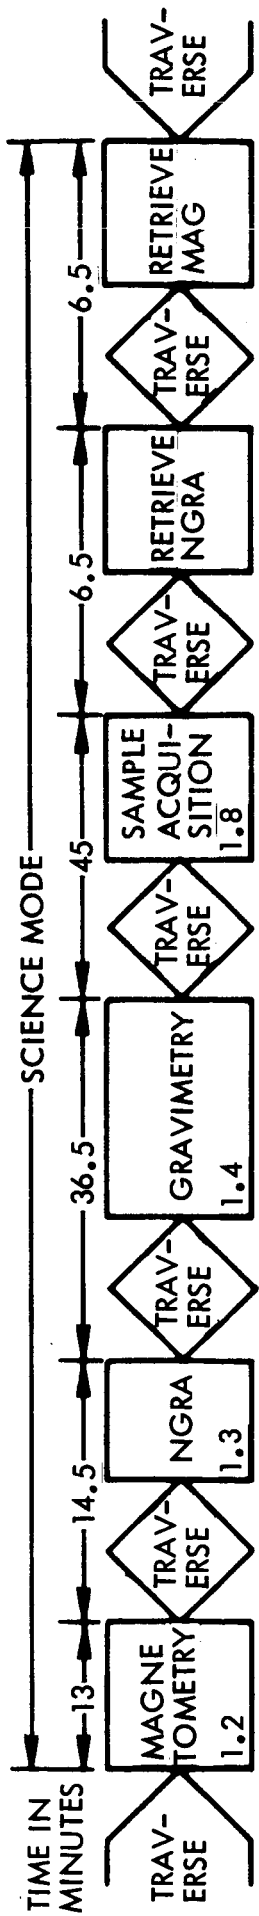 SCIENCE MODE
TIME IN
MINUTES
13
14.5
36.5
45
6.5
6.5
TRAV-
ERSE
MAGNE
TOMETRY
1.2
TRAV-
ERSE
NGRA
1.3
TRAV-
ERSE
GRAVIMETRY
1.4
TRAV-
ERSE
SAMPLE
ACQUI-
SITION
1.8
TRAV-
ERSE
RETRIEVE
NGRA
TRAV-
ERSE
RETRIEVE
MAG
TRAV-
ERSE